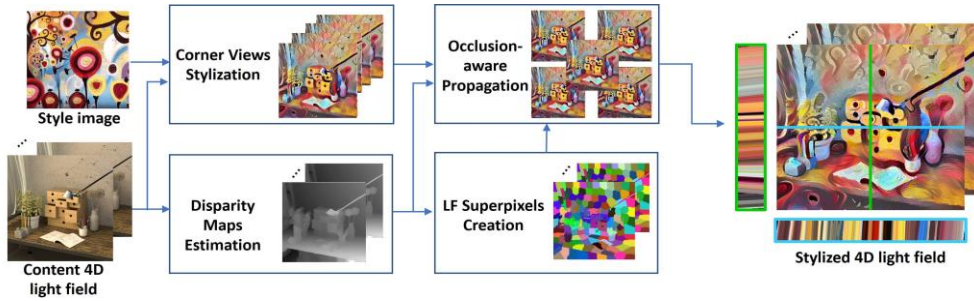 Style image
Content 4D
light field
Corner Views
Stylization
Disparity
Maps
Estimation
Occlusion-
aware
Propagation
LF Superpixels
Creation
Stylized 4D light field